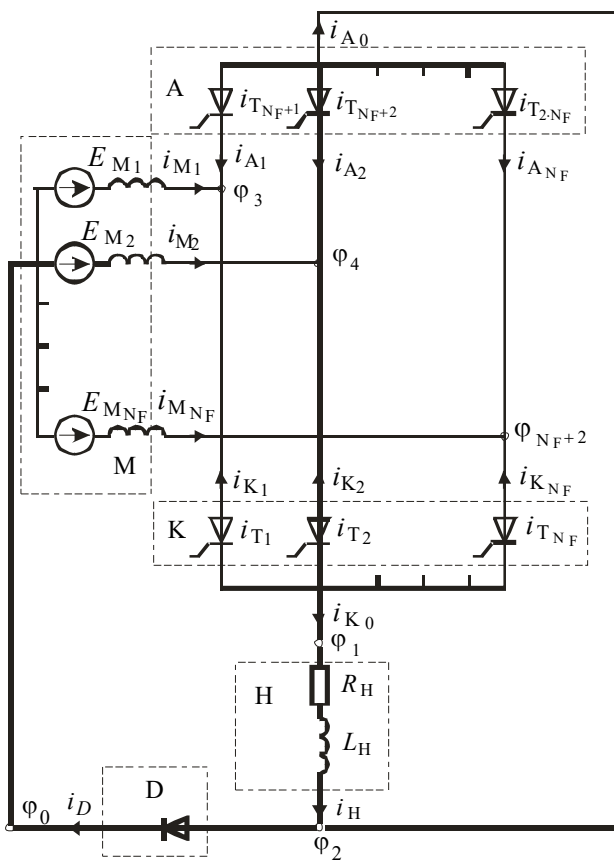 i_A0
A
i_T_NF+1 i_T_NF+2 i_T_2·NF
E_M1 i_M1 i_A1 i_A2 i_A_NF
φ_3
E_M2 i_M2
φ_4
E_M_NF i_M_NF
φ_NF+2
M
i_K1 i_K2 i_K_NF
K i_T1 i_T2 i_T_NF
i_K0
φ_1
H R_H
L_H
φ_0 i_D D i_H
φ_2